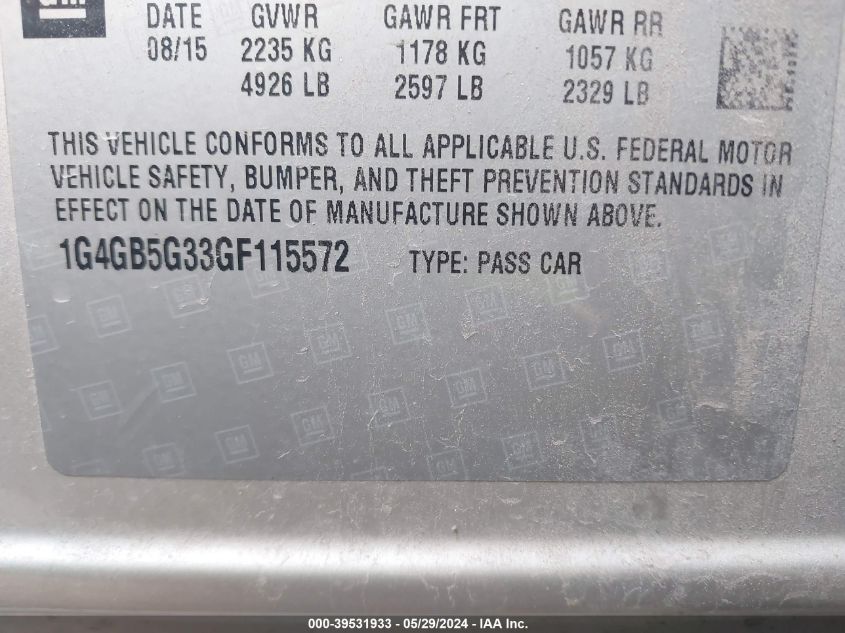 GM
DATE GVWR GAWR FRT GAWR RR
08/15 2235 KG 1178 KG 1057 KG
4926 LB 2597 LB 2329 LB
THIS VEHICLE CONFORMS TO ALL APPLICABLE U.S. FEDERAL MOTOR
VEHICLE SAFETY, BUMPER, AND THEFT PREVENTION STANDARDS IN
EFFECT ON THE DATE OF MANUFACTURE SHOWN ABOVE.
1G4GB5G33GF115572 TYPE: PASS CAR
000-39531933 - 05/29/2024 - IAA Inc.